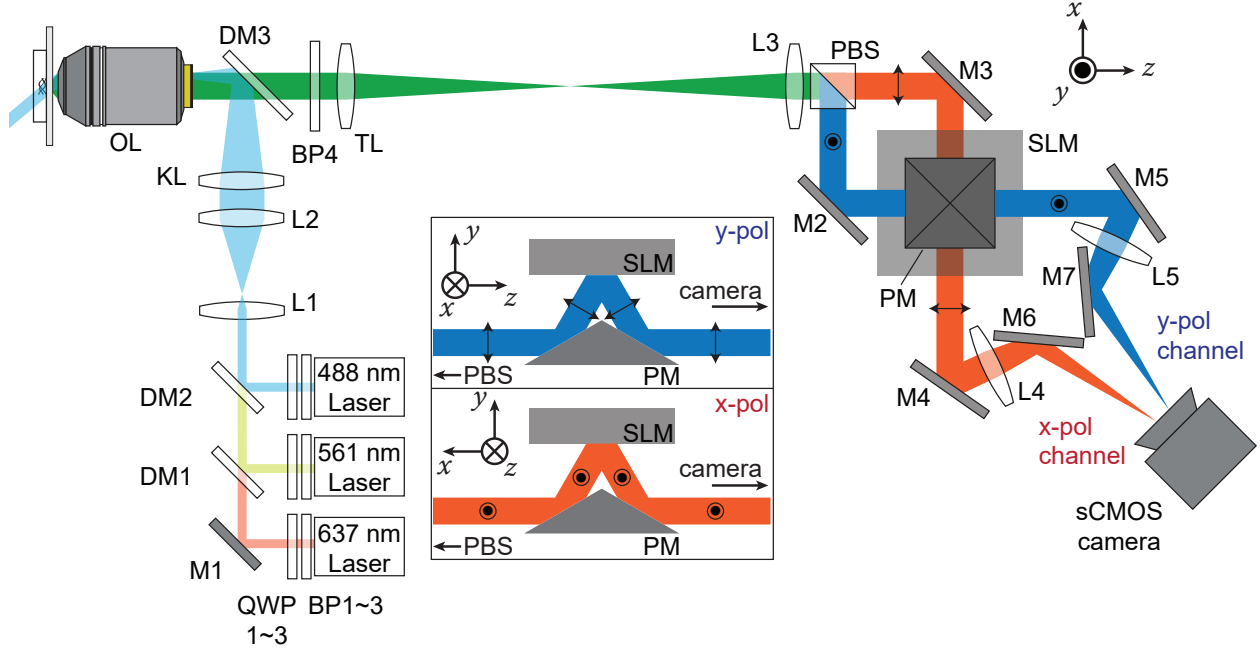 DM3
OL
BP4
TL
KL
L2
L1
DM2
488 nm
Laser
DM1
561 nm
Laser
M1
637 nm
Laser
QWP
1~3
BP1~3
L3
PBS
M3
x
z
y
SLM
M2
M5
PM
L5
M7
M6
M4
L4
y-pol
channel
x-pol
channel
sCMOS
camera
y
x
z
SLM
y-pol
camera
PBS
PM
y
x
z
SLM
x-pol
camera
PBS
PM